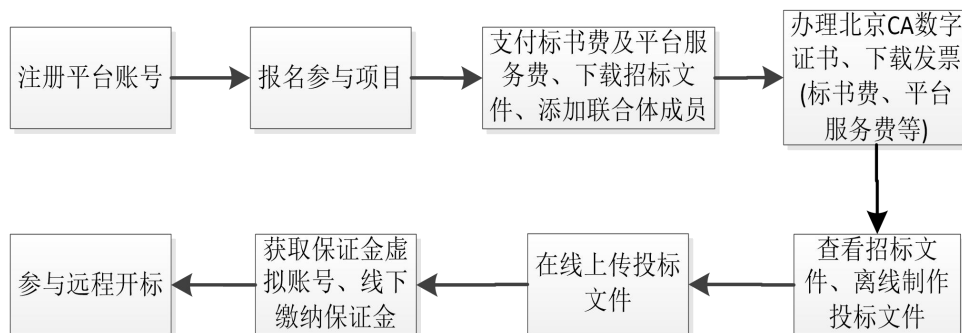 注册平台账号
报名参与项目
支付标书费及平台服
务费、下载招标文
件、添加联合体成员
办理北京CA数字
证书、下载发票
(标书费、平台
服务费等)
查看招标文
件、离线制作
投标文件
在线上传投标
文件
获取保证金虚
拟账号、线下
缴纳保证金
参与远程开标